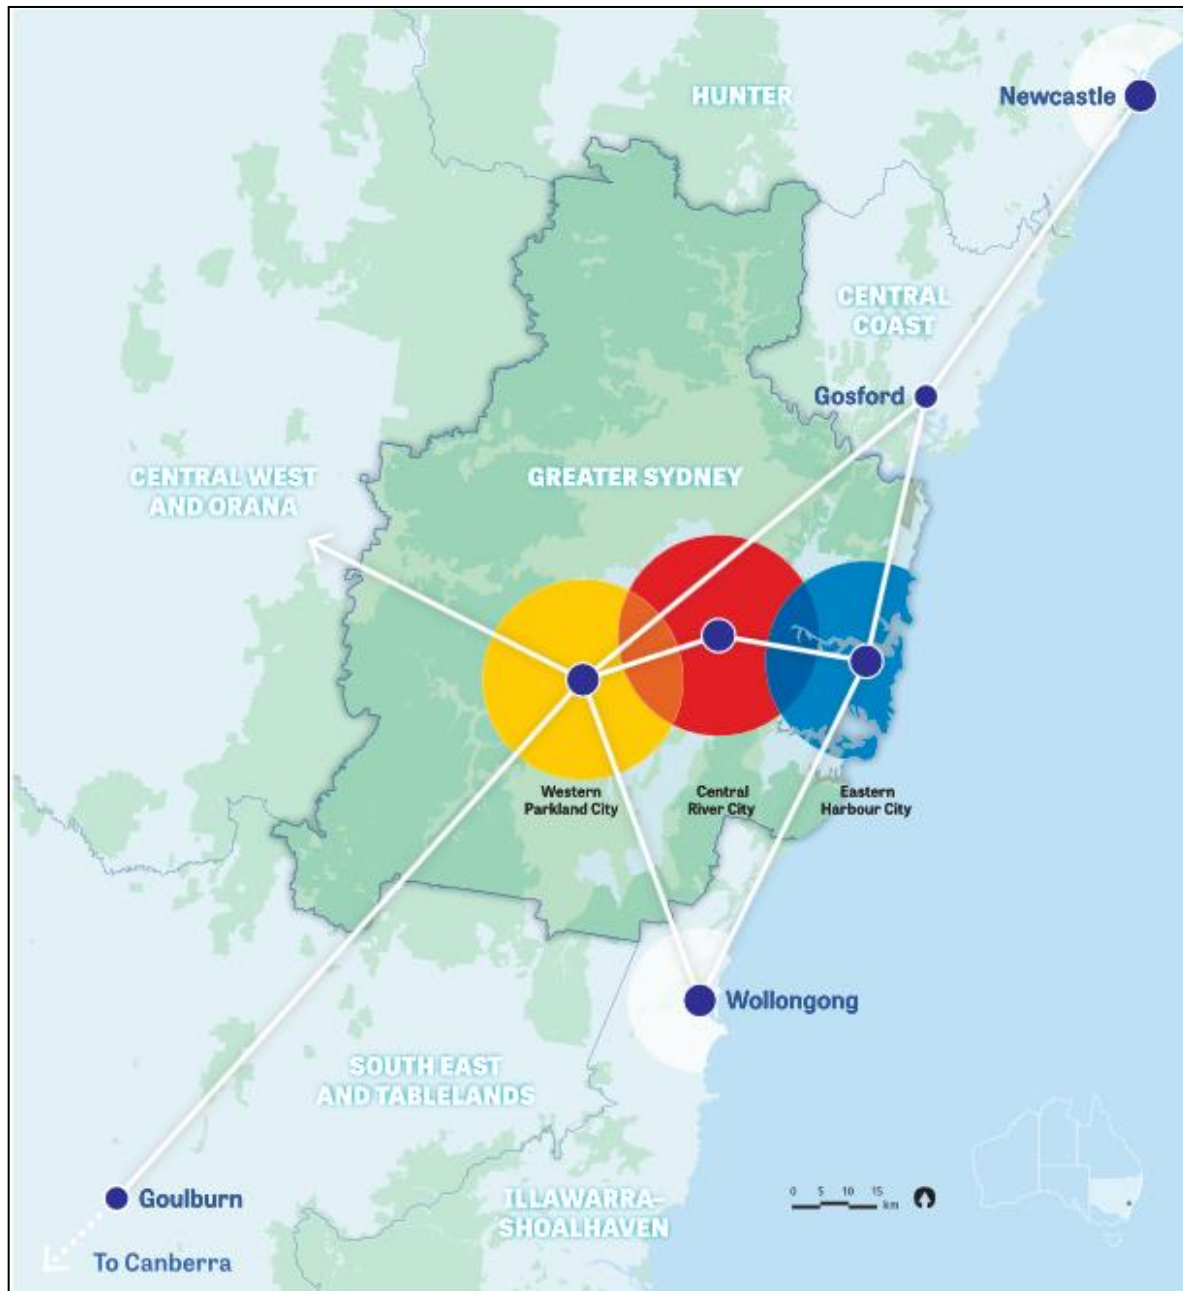 HUNTER
Newcastle
CENTRAL
COAST
Gosford
CENTRAL WEST
AND ORANA
GREATER SYDNEY
Western
Parkland City
Central
River City
Eastern
Harbour City
Wollongong
SOUTH EAST
AND TABLELANDS
Goulburn
ILLAWARRA-
SHOALHAVEN
0 5 10 15
km
To Canberra